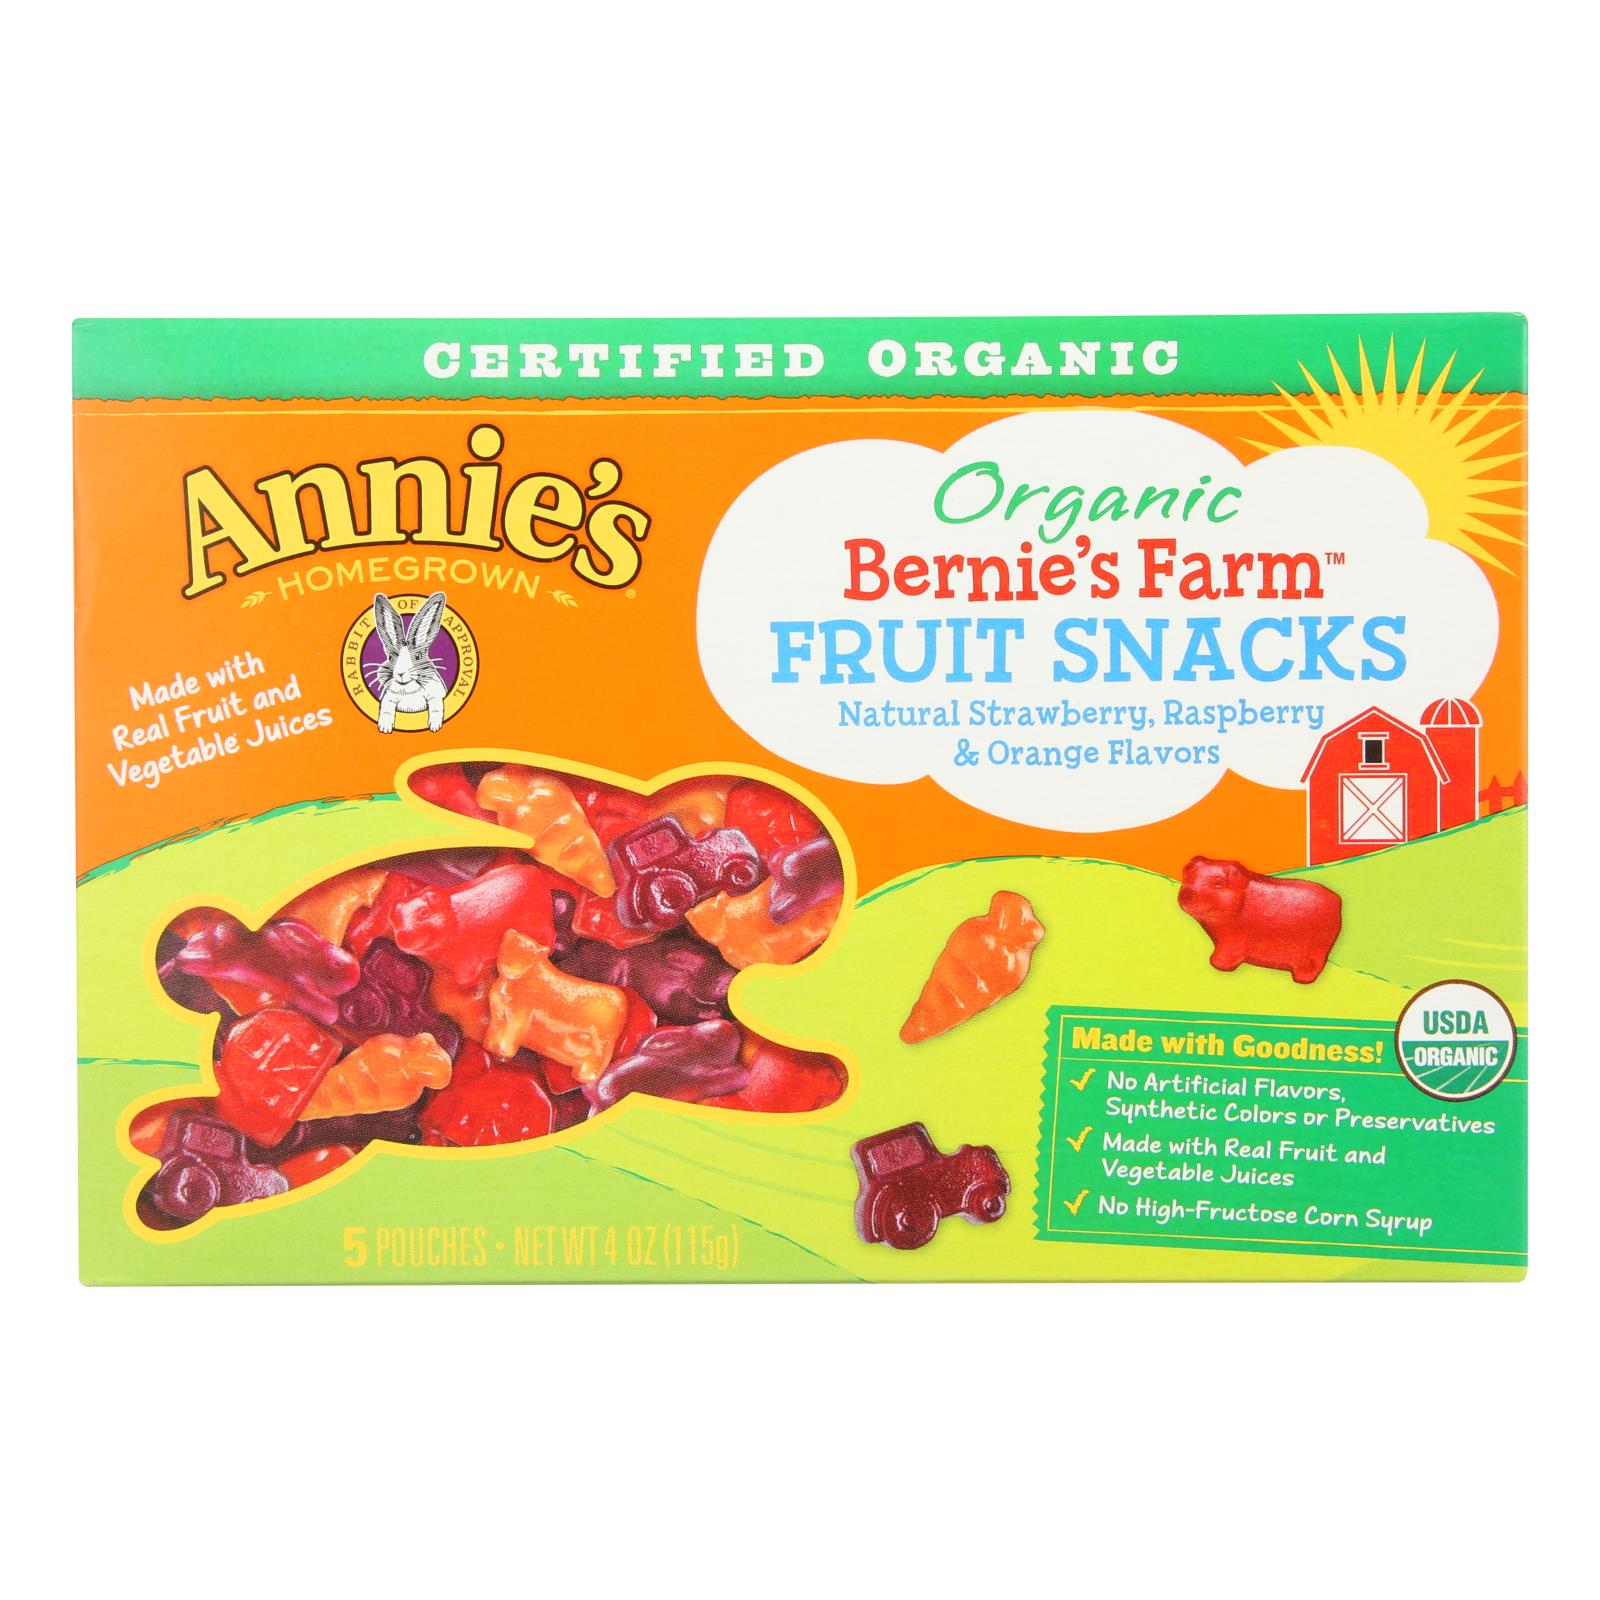 CERTIFIED ORGANIC
Annie's
HOMEGROWN ®
RABBIT OF APPROVAL
Made with
Real Fruit and
Vegetable Juices
Organic
Bernie's Farm™
FRUIT SNACKS
Natural Strawberry, Raspberry
& Orange Flavors
Made with Goodness!
✓ No Artificial Flavors,
Synthetic Colors or Preservatives
✓ Made with Real Fruit and
Vegetable Juices
✓ No High-Fructose Corn Syrup
USDA
ORGANIC
5 POUCHES • NET WT 4 OZ (115g)